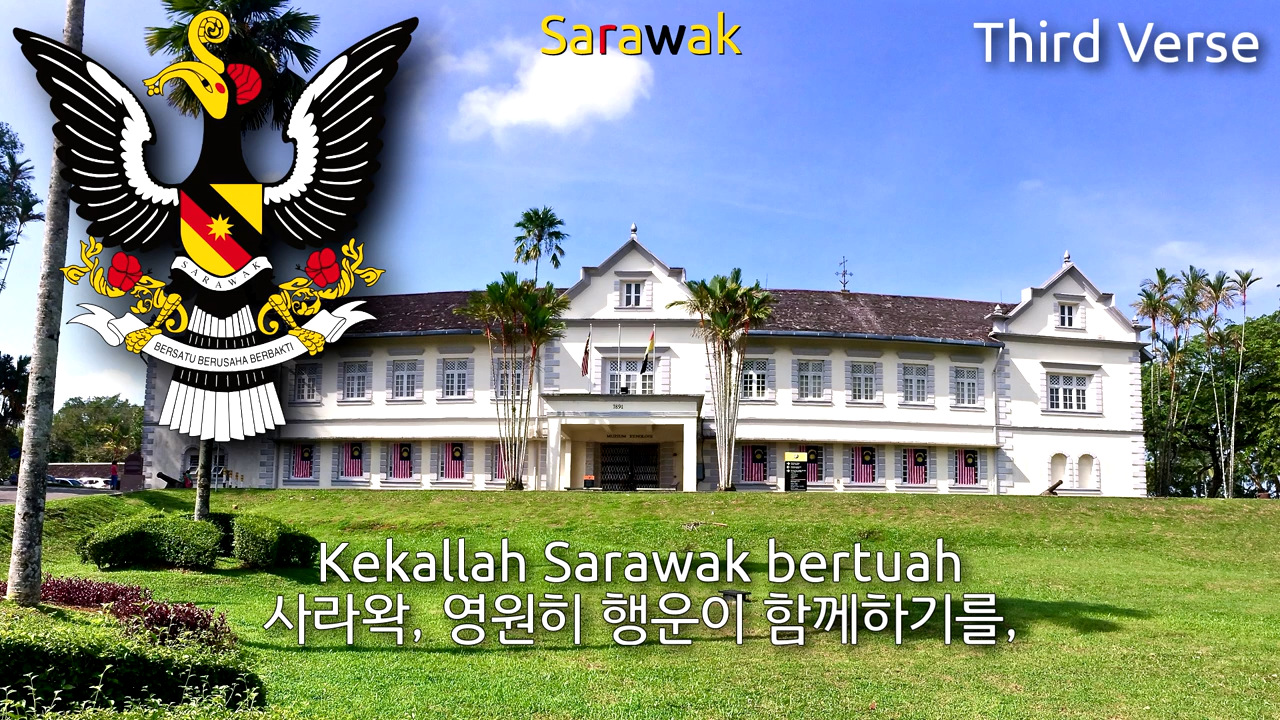 Sarawak
Third Verse
SARAWAK
BERSATU BERUSAHA BERBAKTI
1891
Kekallah Sarawak bertuah
사라왁, 영원히 행운이 함께하기를,